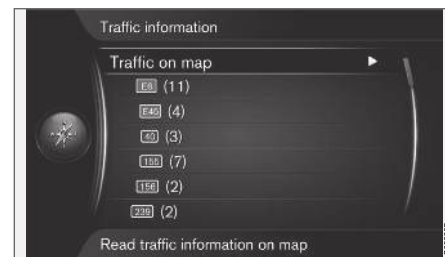 Traffic information
Traffic on map
E6 (11)
E45 (4)
40 (3)
155 (7)
156 (2)
239 (2)
Read traffic information on map